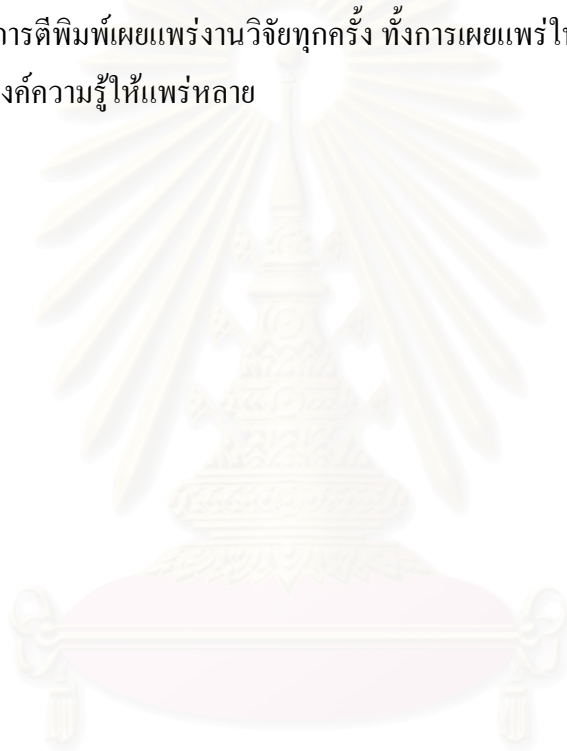 การตีพิมพ์เผยแพร่งานวิจัยทุกครั้ง ทั้งการเผยแพร่ใ
งค์ความรู้ให้แพร่หลาย